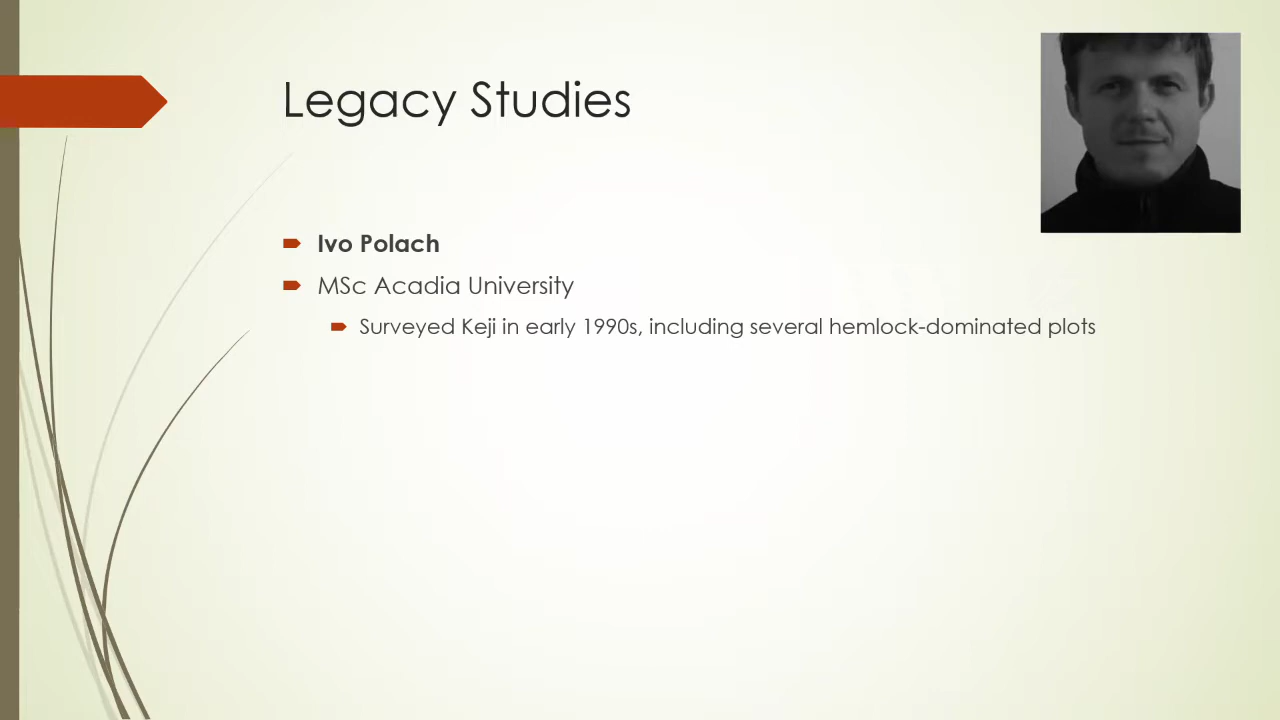 Legacy Studies
Ivo Polach
MSc Acadia University
Surveyed Keji in early 1990s, including several hemlock-dominated plots